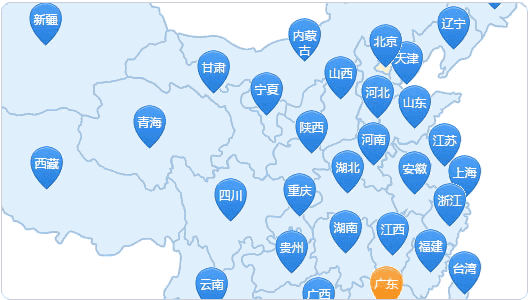 新疆
辽宁
内蒙
古
北京
天津
甘肃
山西
宁夏
河北
山东
青海
陕西
河南
江苏
西藏
湖北
安徽
上海
四川
重庆
浙江
湖南
江西
贵州
福建
台湾
云南
广东
广西